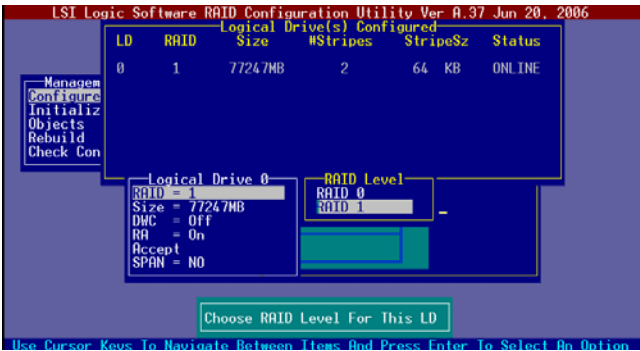 LSI Logic Software RAID Configuration Utility Ver A.37 Jun 20, 2006
Logical Drive(s) Configured
LD RAID Size #Stripes StripeSz Status
0 1 77247MB 2 64 KB ONLINE
Managem
Configure
Initializ
Objects
Rebuild
Check Con
Logical Drive 0
RAID = 1
Size = 77247MB
DWC = Off
RA = On
Accept
SPAN = NO
RAID Level
RAID 0
RAID 1
Choose RAID Level For This LD
Use Cursor Keys To Navigate Between Items And Press Enter To Select An Option